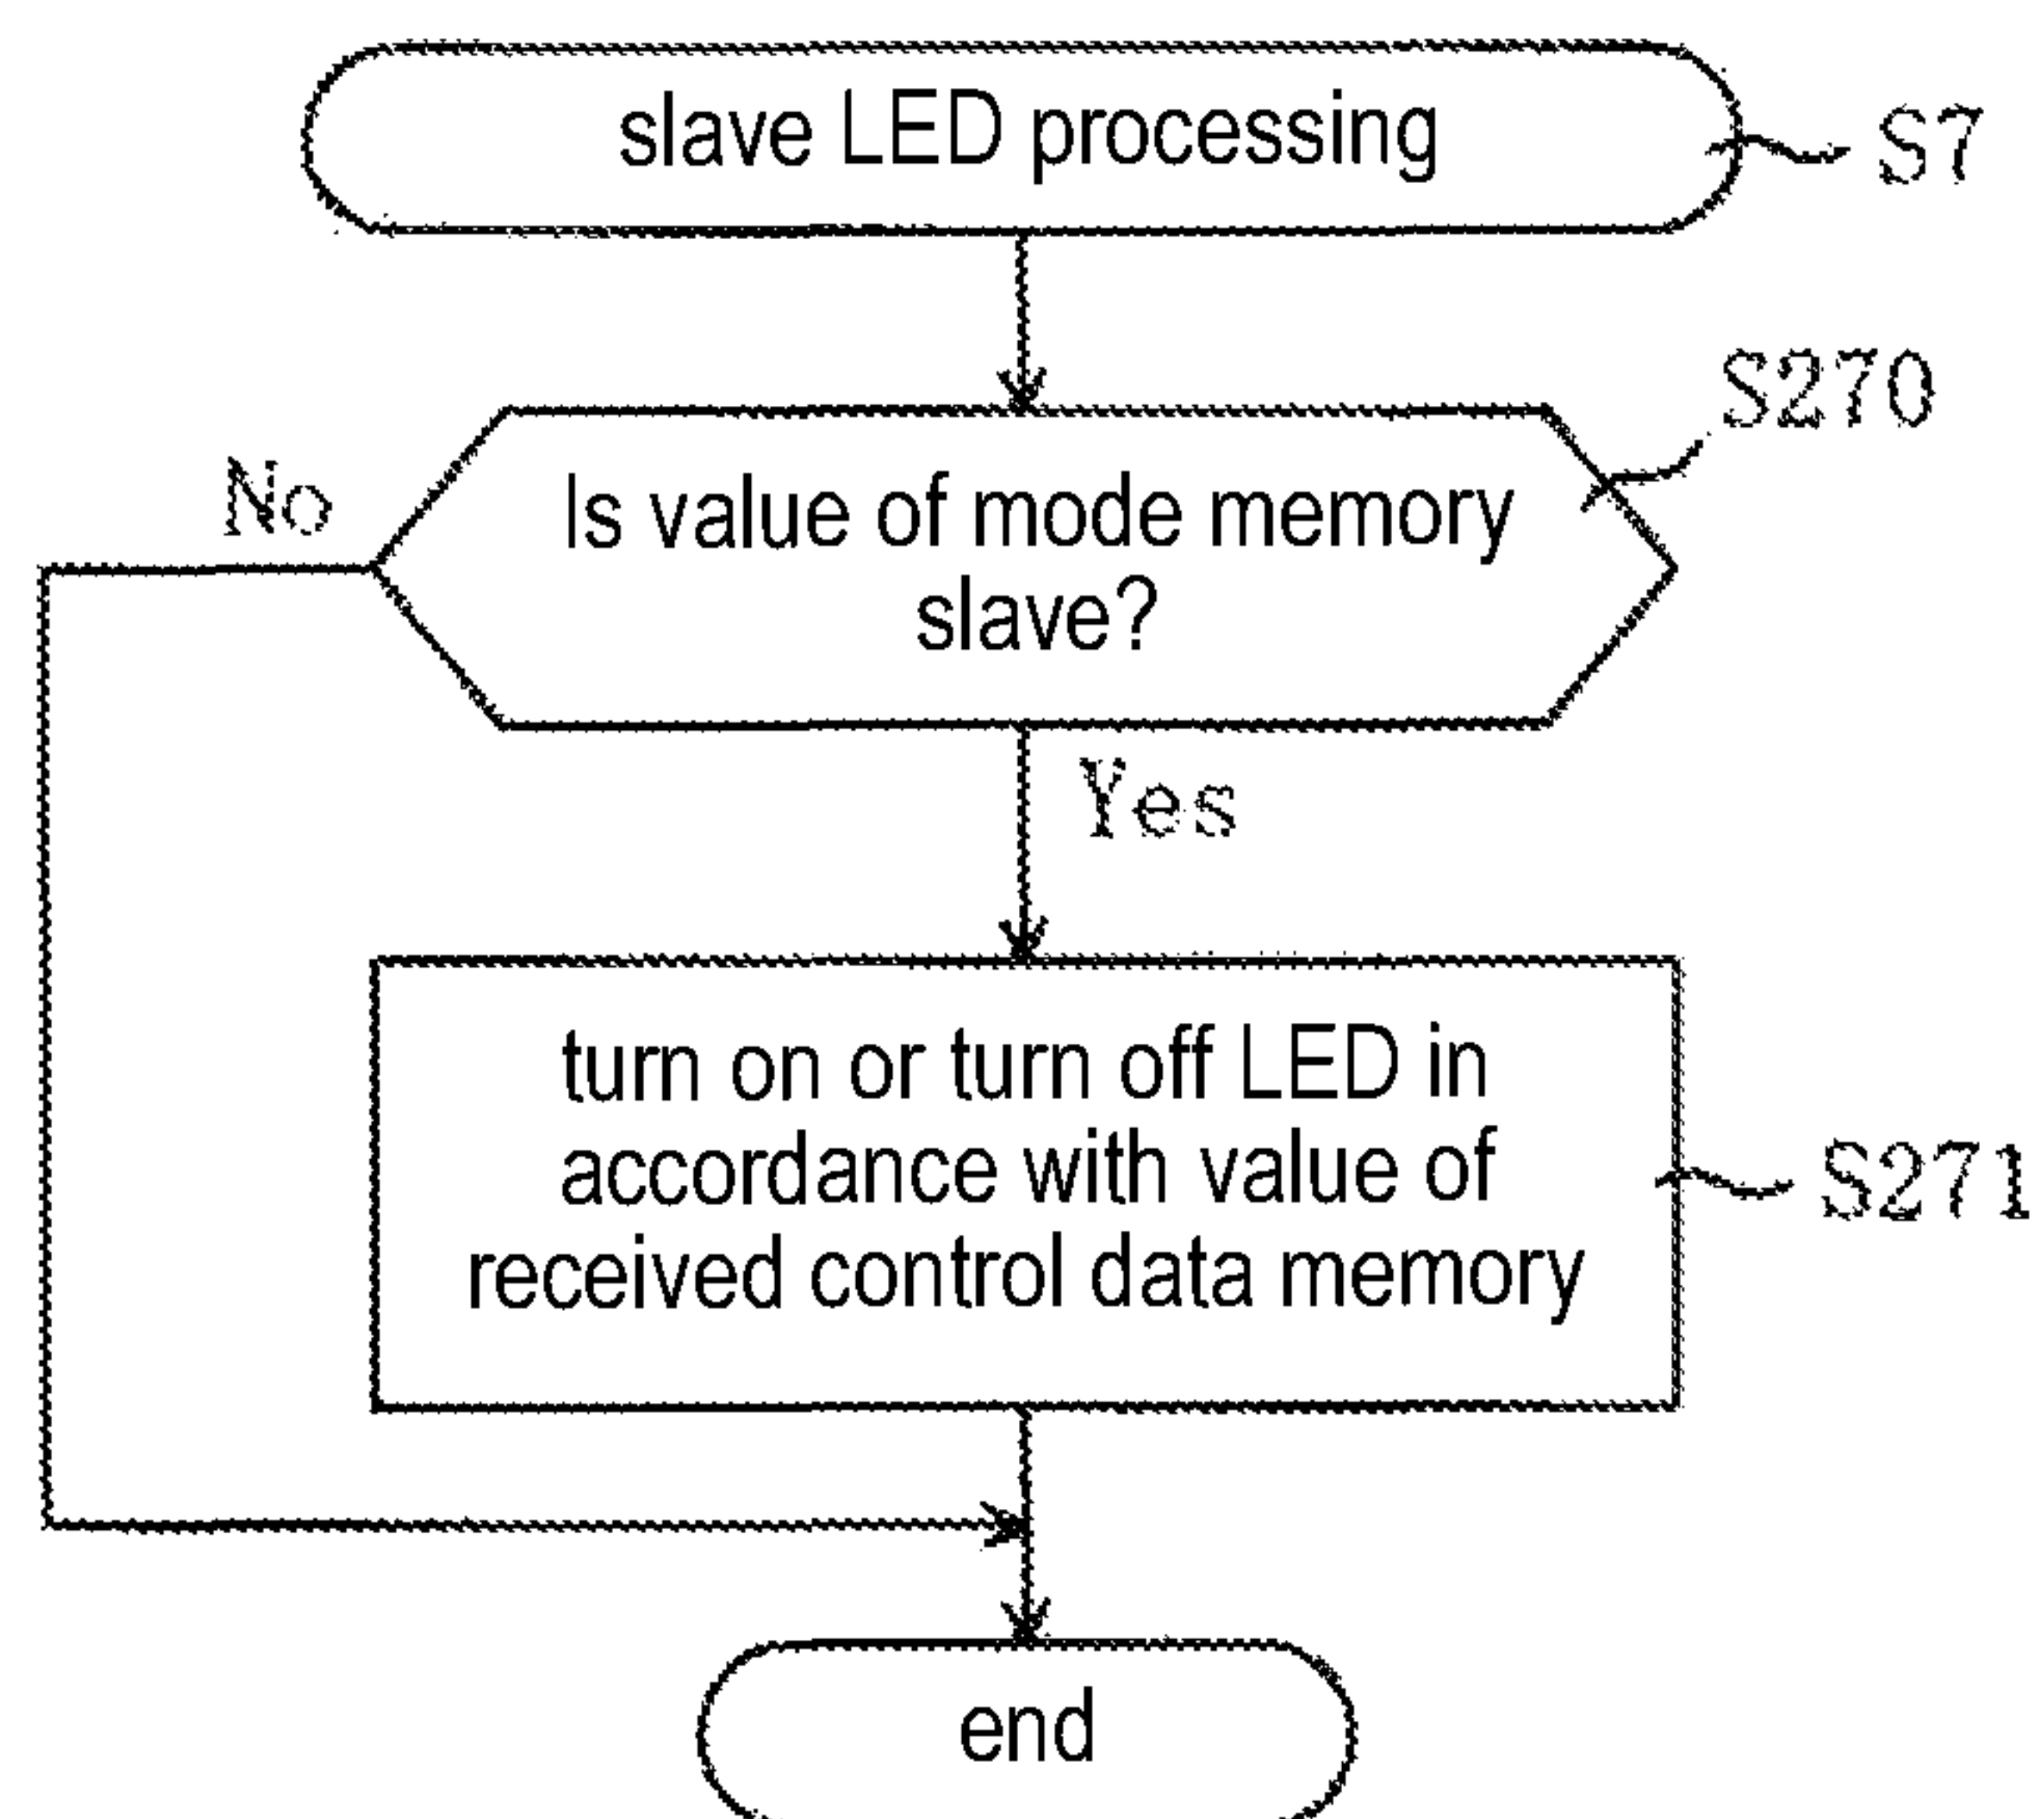 slave LED processing
S7
S270
No
Is value of mode memory
slave?
Yes
turn on or turn off LED in
accordance with value of
received control data memory
S271
end